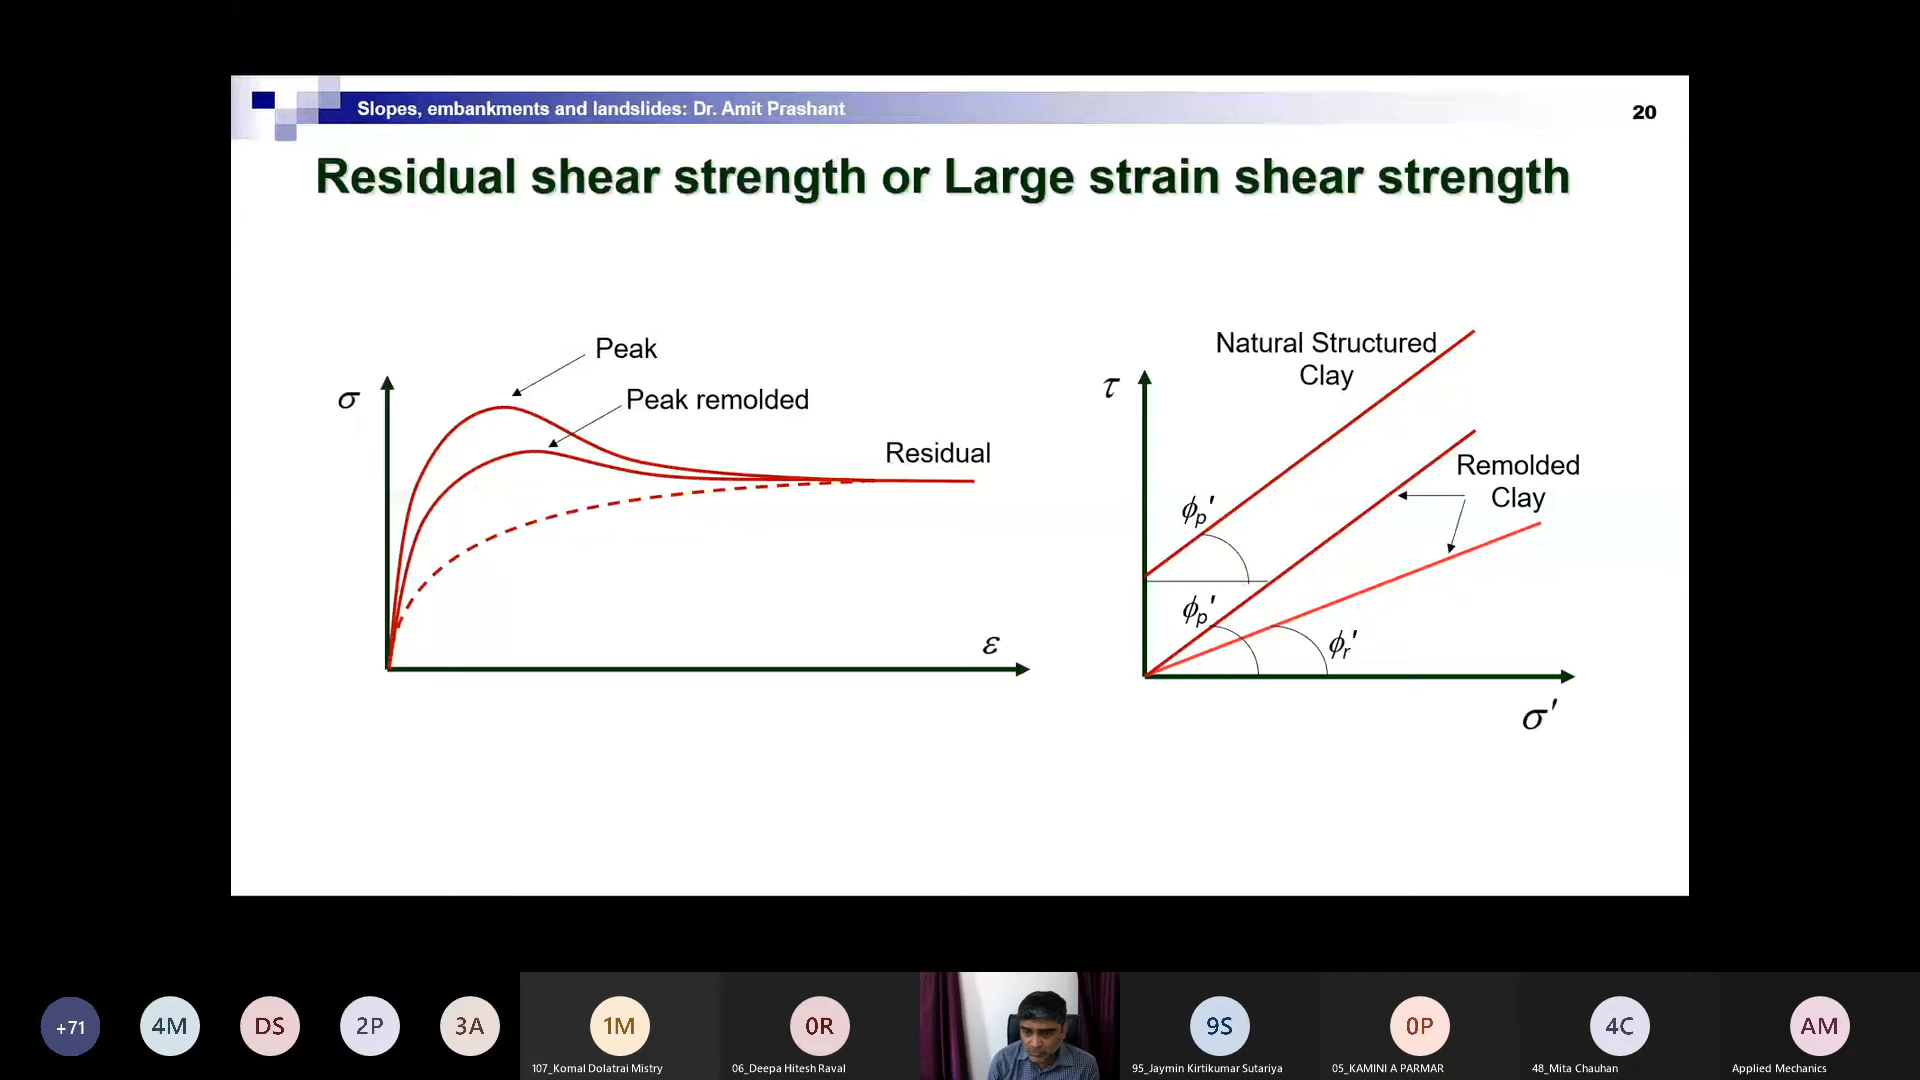 Slopes, embankments and landslides: Dr. Amit Prashant
20
Residual shear strength or Large strain shear strength
Peak
Peak remolded
Residual
σ
ε
Natural Structured
Clay
τ
Remolded
Clay
ϕp'
ϕp'
ϕr'
σ'
+71
4M
DS
2P
3A
1M
0R
9S
0P
4C
AM
107_Komal Dolatrai Mistry
06_Deepa Hitesh Raval
95_Jaymin Kirtikumar Sutariya
05_KAMINI A PARMAR
48_Mita Chauhan
Applied Mechanics